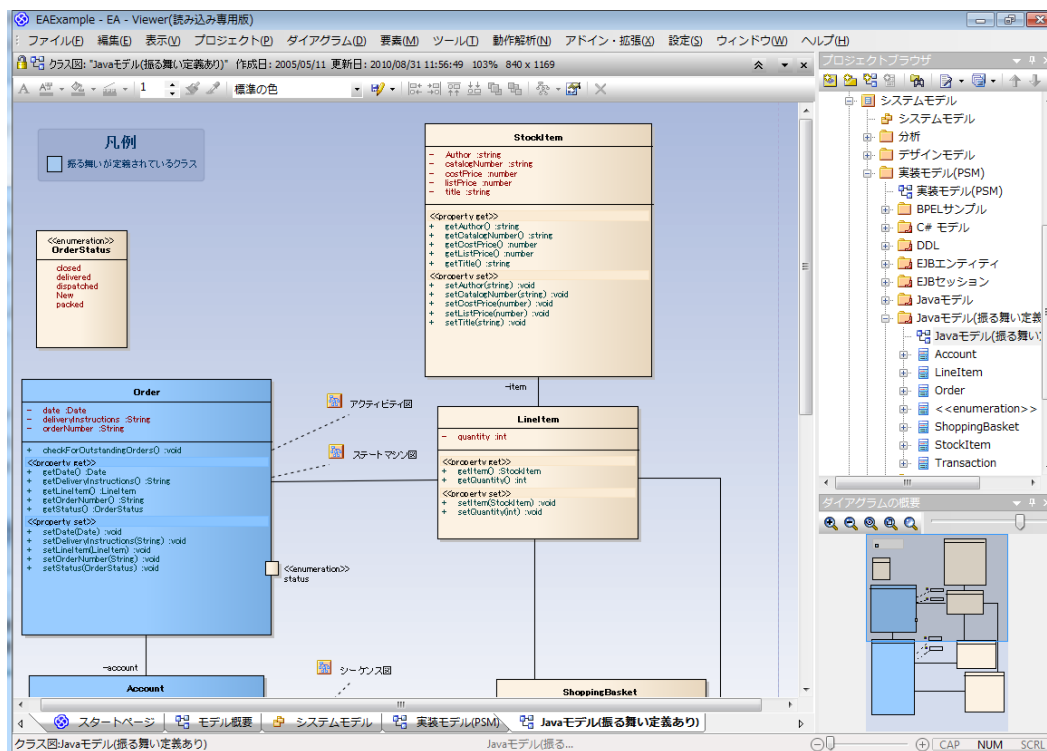 EAExample - EA - Viewer(読み込み専用版)
ファイル(F) 編集(E) 表示(V) プロジェクト(P) ダイアグラム(D) 要素(M) ツール(T) 動作解析(N) アドイン・拡張(X) 設定(S) ウィンドウ(W) ヘルプ(H)
クラス図: "Javaモデル(振る舞い定義あり)" 作成日: 2005/05/11 更新日: 2010/08/31 11:56:49 103% 840 x 1169
1 標準の色
凡例
振る舞いが定義されているクラス
<<enumeration>>
OrderStatus
closed
delivered
dispatched
New
packed
StockItem
- Author :string
- catalogNumber :string
- costPrice :number
- listPrice :number
- title :string
<<property get>>
+ getAuthor() :string
+ getCatalogNumber() :string
+ getCostPrice() :number
+ getListPrice() :number
+ getTitle() :string
<<property set>>
+ setAuthor(string) :void
+ setCatalogNumber(string) :void
+ setCostPrice(number) :void
+ setListPrice(number) :void
+ setTitle(string) :void
-item
Order
- date :Date
- deliveryInstructions :String
- orderNumber :String
+ checkForOutstandingOrders() :void
<<property get>>
+ getDate() :Date
+ getDeliveryInstructions() :String
+ getLineItem() :LineItem
+ getOrderNumber() :String
+ getStatus() :OrderStatus
<<property set>>
+ setDate(Date) :void
+ setDeliveryInstructions(String) :void
+ setLineItem(LineItem) :void
+ setOrderNumber(String) :void
+ setStatus(OrderStatus) :void
アクティビティ図
ステートマシン図
<<enumeration>>
status
LineItem
- quantity :int
<<property get>>
+ getItem() :StockItem
+ getQuantity() :int
<<property set>>
+ setItem(StockItem) :void
+ setQuantity(int) :void
-account
シーケンス図
Account
ShoppingBasket
プロジェクトブラウザ
システムモデル
システムモデル
分析
デザインモデル
実装モデル(PSM)
実装モデル(PSM)
BPELサンプル
C# モデル
DDL
EJBエンティティ
EJBセッション
Javaモデル
Javaモデル(振る舞い定義
Javaモデル(振る舞い
Account
LineItem
Order
<<enumeration>>
ShoppingBasket
StockItem
Transaction
ダイアグラムの概要
スタートページ モデル概要 システムモデル 実装モデル(PSM) Javaモデル(振る舞い定義あり)
クラス図:Javaモデル(振る舞い定義あり) Javaモデル(振る... CAP NUM SCRL